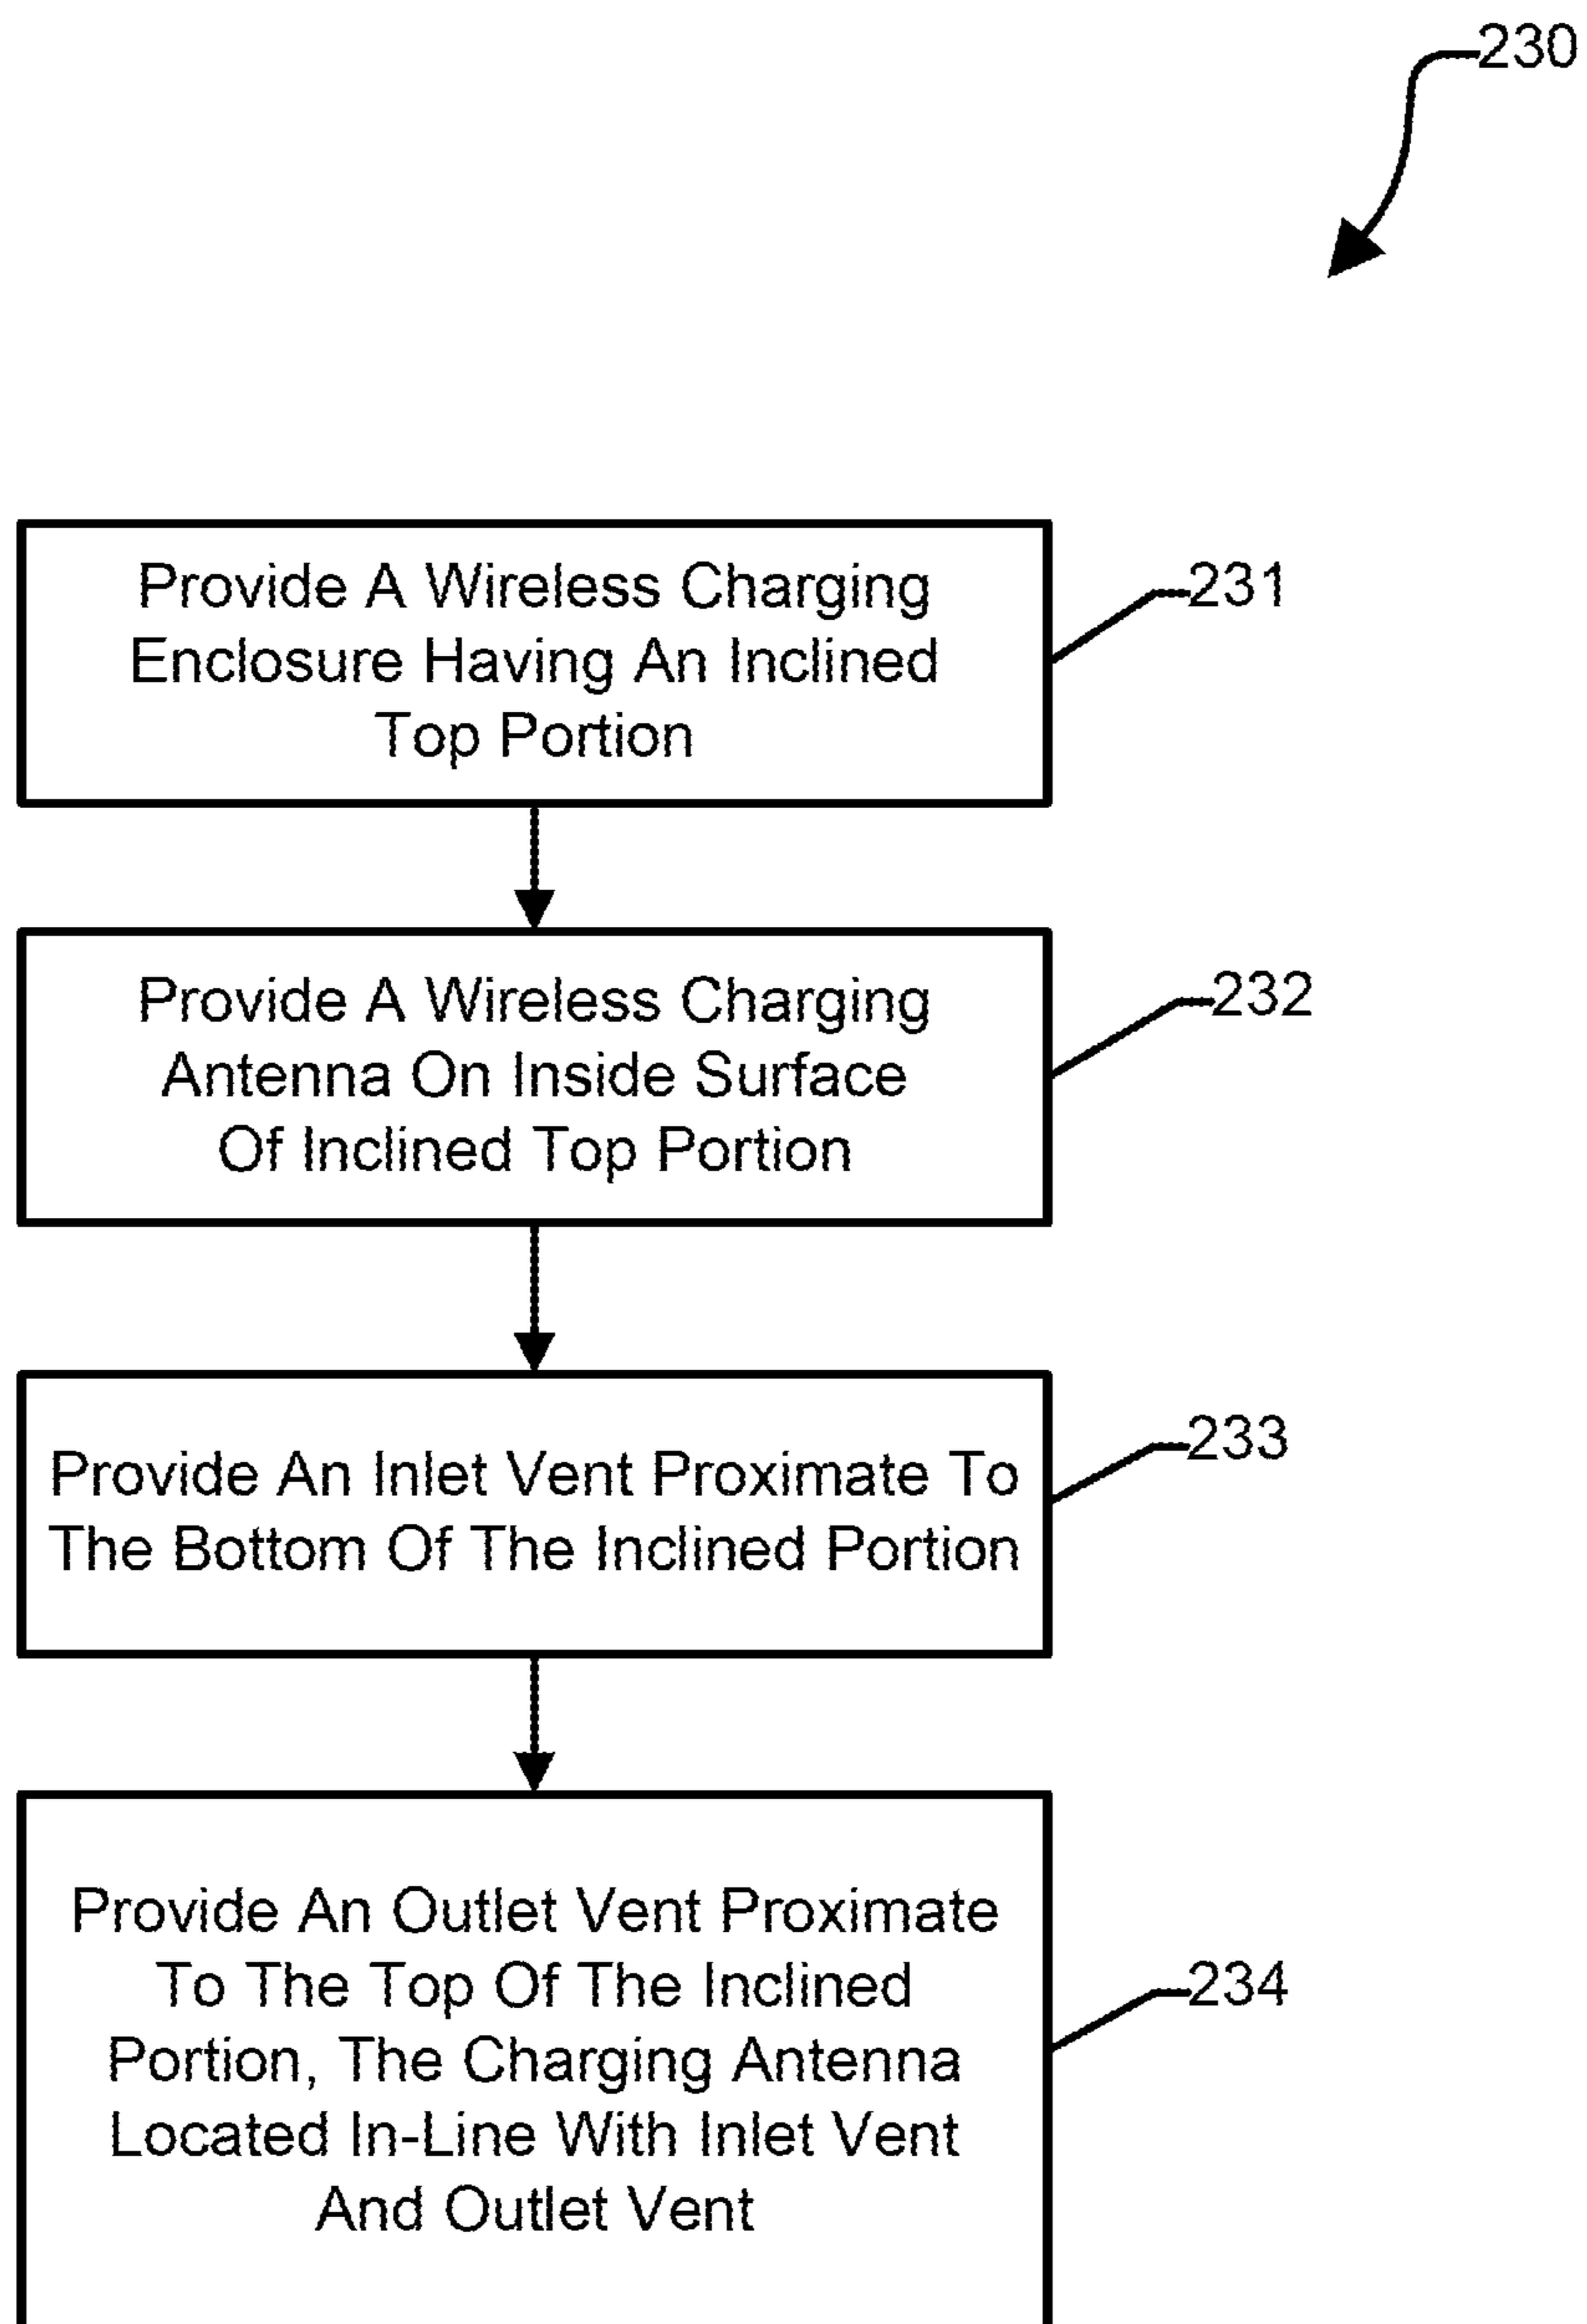 230
Provide A Wireless Charging
Enclosure Having An Inclined
Top Portion
231
Provide A Wireless Charging
Antenna On Inside Surface
Of Inclined Top Portion
232
Provide An Inlet Vent Proximate To
The Bottom Of The Inclined Portion
233
Provide An Outlet Vent Proximate
To The Top Of The Inclined
Portion, The Charging Antenna
Located In-Line With Inlet Vent
And Outlet Vent
234